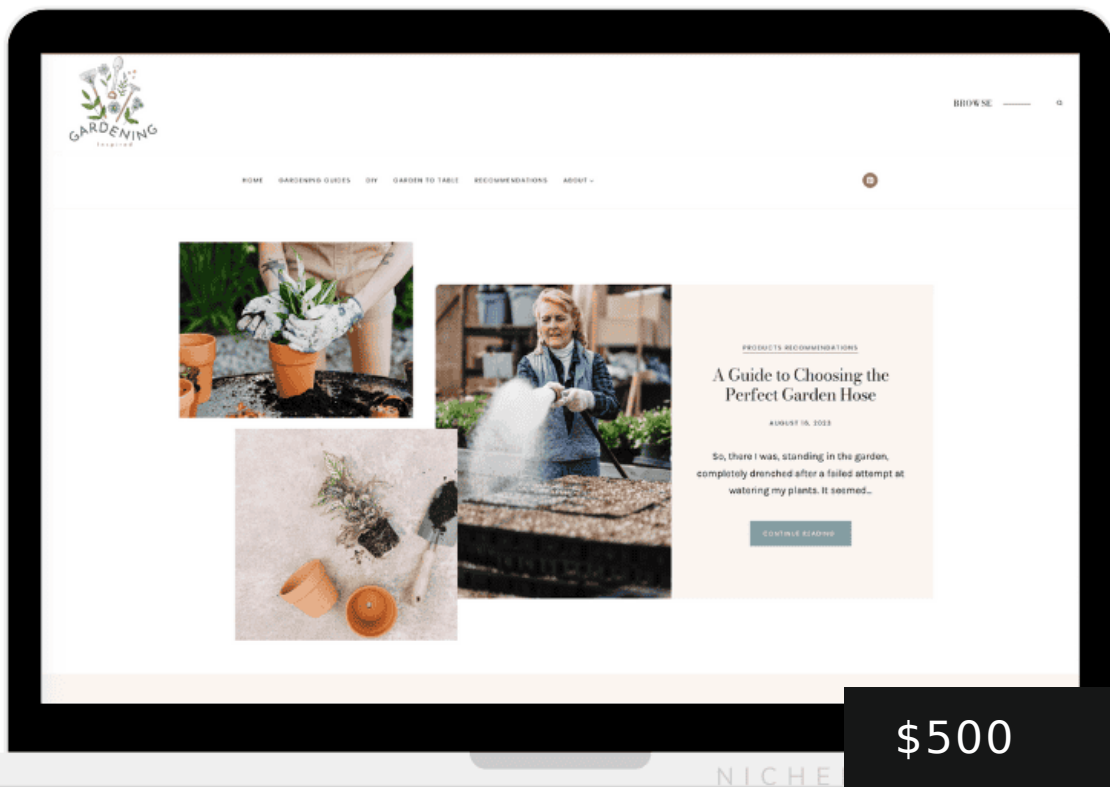 GARDENING
Inspired
BROWSE
HOME GARDENING GUIDES DIY GARDEN TO TABLE RECOMMENDATIONS ABOUT
PRODUCTS RECOMMENDATIONS
A Guide to Choosing the
Perfect Garden Hose
AUGUST 10, 2023
So, there I was, standing in the garden,
completely drenched after a failed attempt at
watering my plants. It seemed...
CONTINUE READING
$500
NICHE